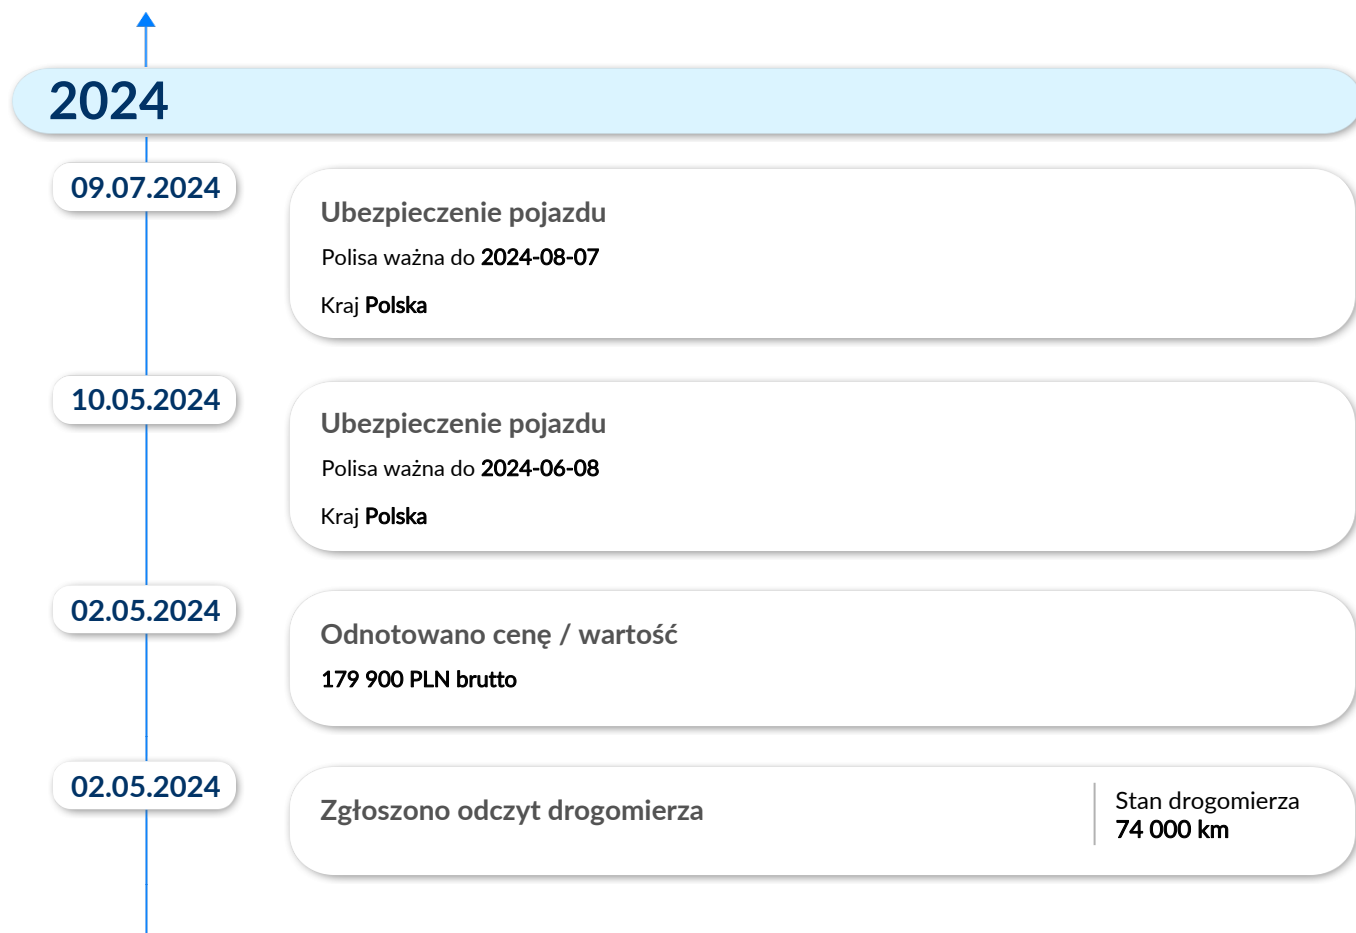 2024
09.07.2024
Ubezpieczenie pojazdu
Polisa ważna do 2024-08-07
Kraj Polska
10.05.2024
Ubezpieczenie pojazdu
Polisa ważna do 2024-06-08
Kraj Polska
02.05.2024
Odnotowano cenę / wartość
179 900 PLN brutto
02.05.2024
Zgłoszono odczyt drogomierza
Stan drogomierza
74 000 km